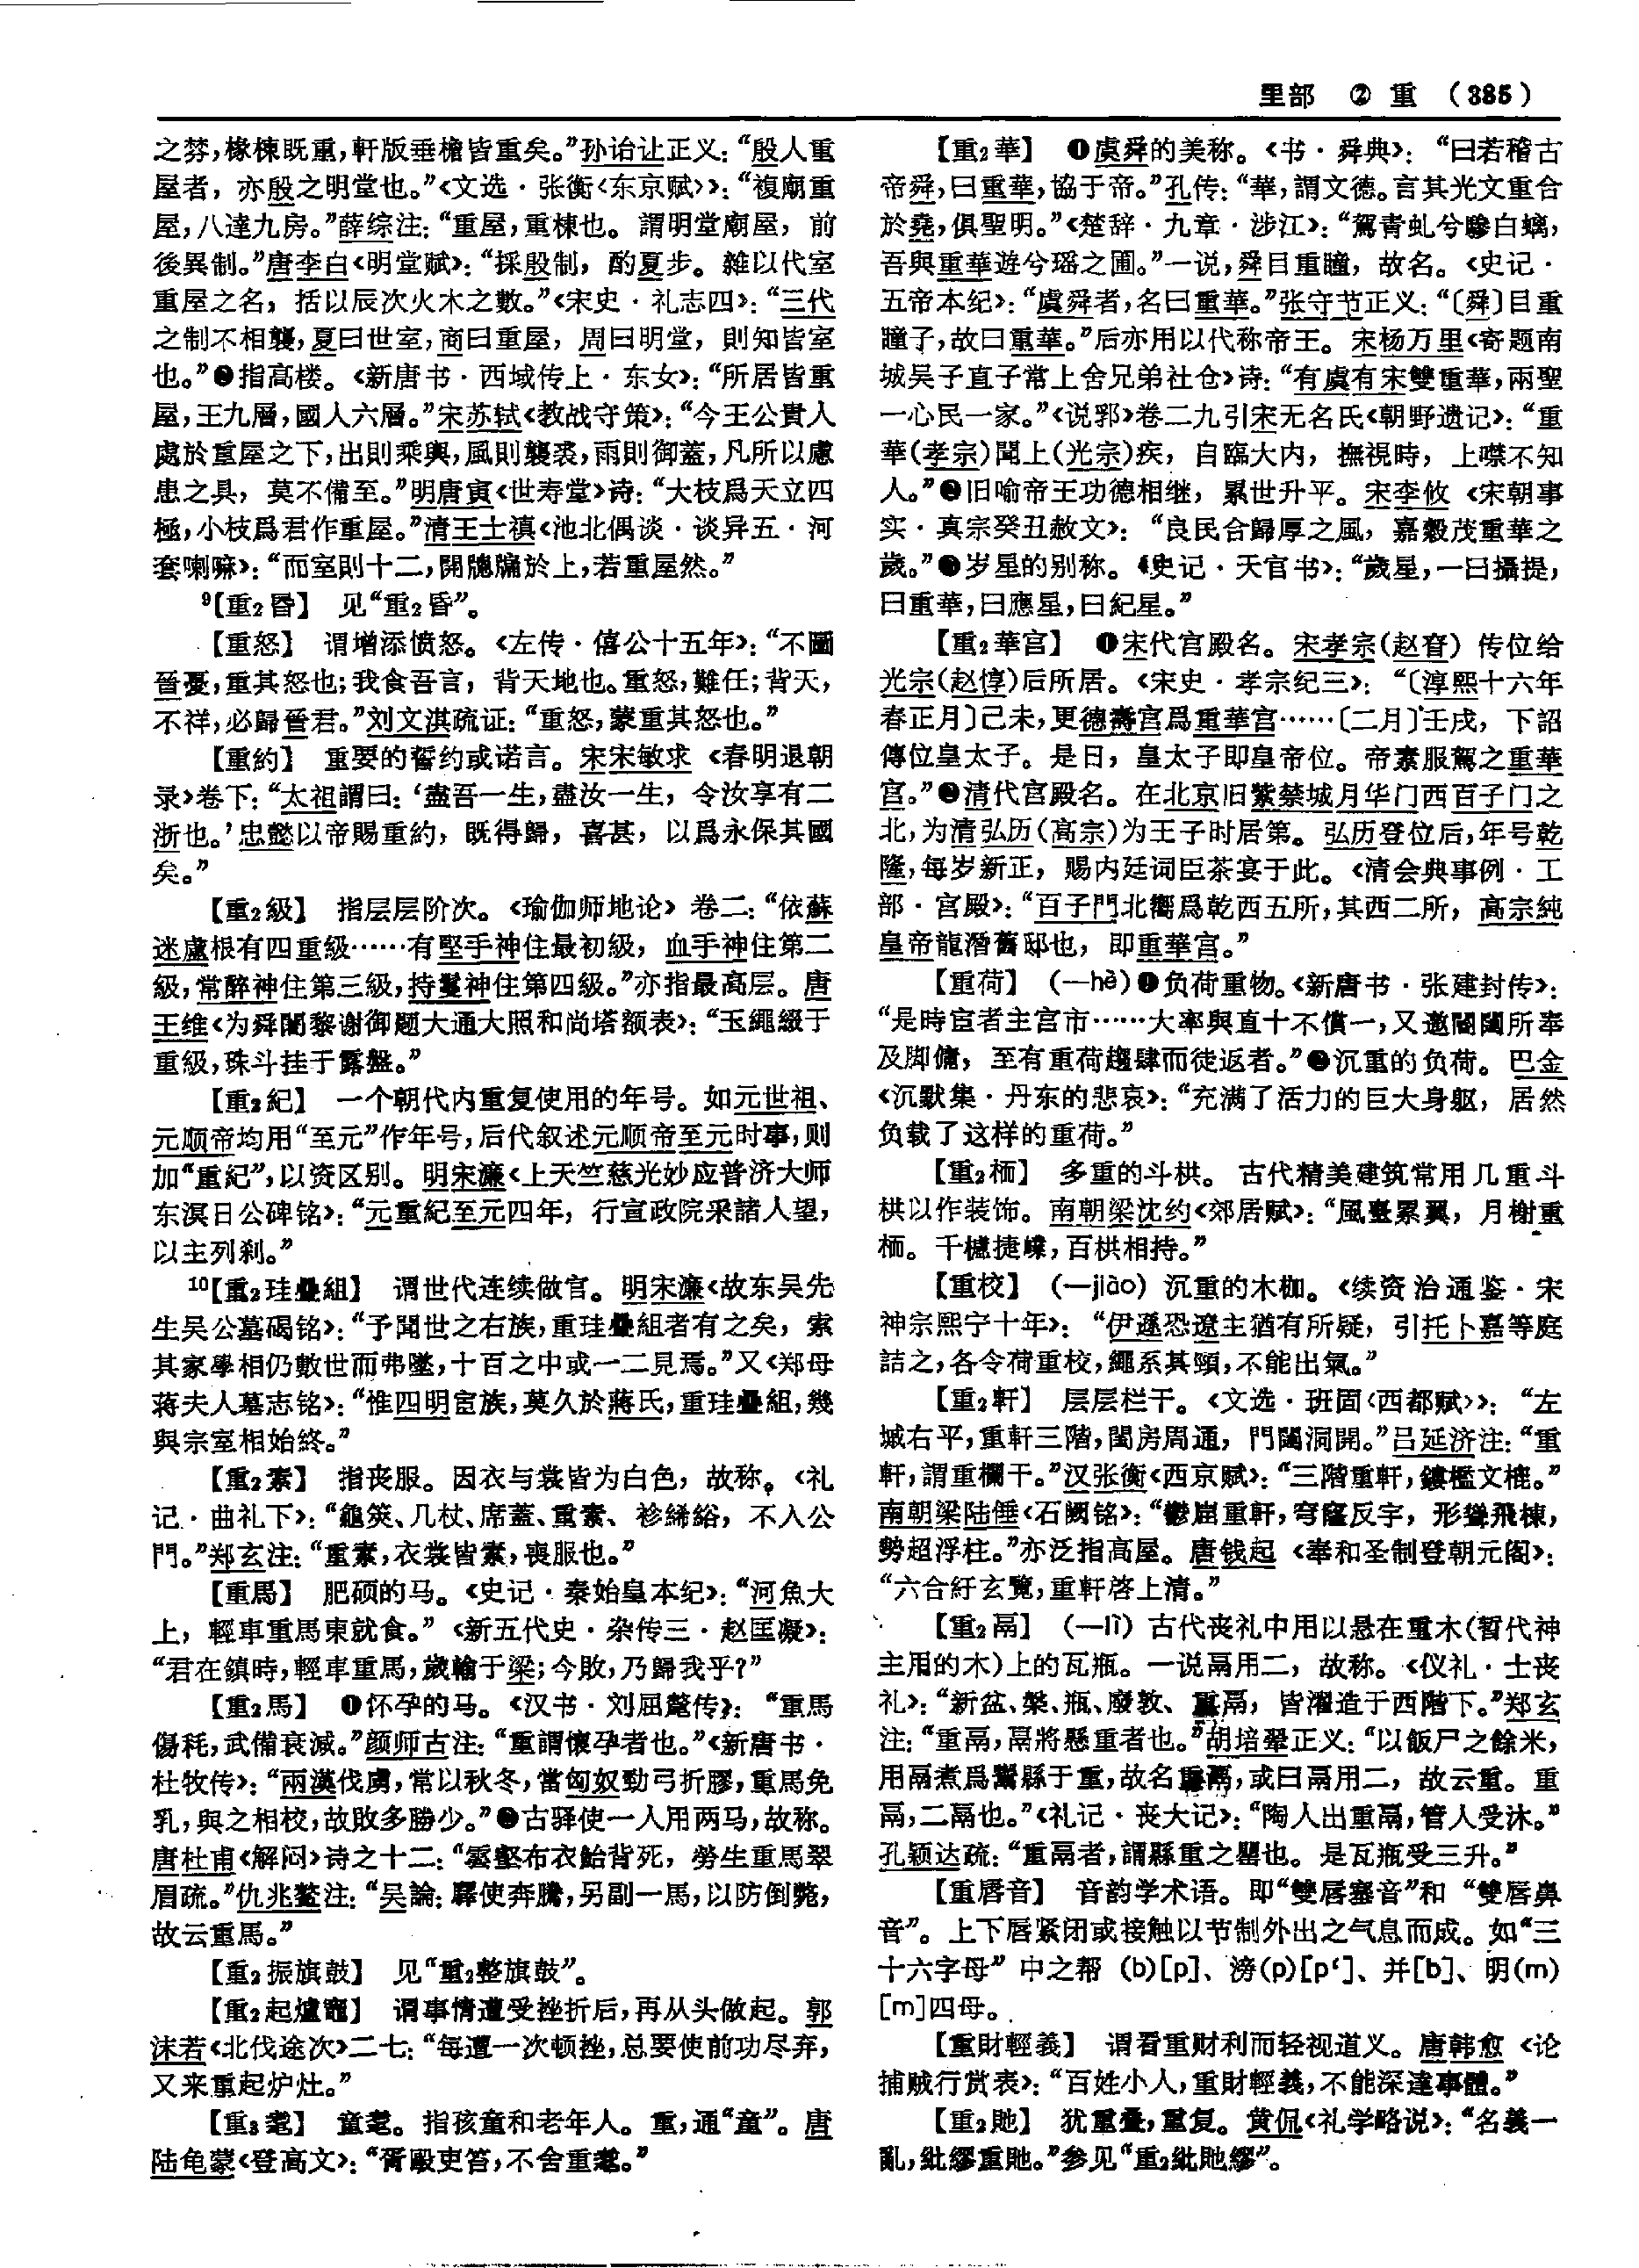 里部 ② 重 （385）
之棼，椽棟既重，軒版垂檐皆重矣。”孙诒让正义：“殷人重
屋者，亦殷之明堂也。”《文选·张衡〈东京赋〉》：“複廟重
屋，八達九房。”薛综注：“重屋，重棟也。謂明堂廟屋，前
後異制。”唐李白《明堂赋》：“採殷制，酌夏步。雜以代室
重屋之名，括以辰次火木之數。”《宋史·礼志四》：“三代
之制不相襲，夏曰世室，商曰重屋，周曰明堂，則知皆室
也。”❷指高楼。《新唐书·西域传上·东女》：“所居皆重
屋，王九層，國人六層。”宋苏轼《教战守策》：“今王公貴人
處於重屋之下，出則乘輿，風則襲裘，雨則御蓋，凡所以慮
患之具，莫不備至。”明唐寅《世寿堂》诗：“大枝爲天立四
極，小枝爲君作重屋。”清王士禛《池北偶谈·谈异五·河
套喇嘛》：“而室則十二，開牕牖於上，若重屋然。”
9【重₂昏】 见“重₂昏”。
【重怒】 谓增添愤怒。《左传·僖公十五年》：“不圖
晉憂，重其怒也；我食吾言，背天地也。重怒，難任；背天，
不祥，必歸晉君。”刘文淇疏证：“重怒，蒙重其怒也。”
【重約】 重要的誓约或诺言。宋宋敏求《春明退朝
录》卷下：“太祖謂曰：‘盡吾一生，盡汝一生，令汝享有二
浙也。’忠懿以帝賜重約，既得歸，喜甚，以爲永保其國
矣。”
【重₂級】 指层层阶次。《瑜伽师地论》卷二：“依蘇
迷盧根有四重級……有堅手神住最初級，血手神住第二
級，常醉神住第三級，持鬘神住第四級。”亦指最高层。唐
王维《为舜闍黎谢御题大通大照和尚塔额表》：“玉繩綴于
重級，珠斗挂于露盤。”
【重₂紀】 一个朝代内重复使用的年号。如元世祖、
元顺帝均用“至元”作年号，后代叙述元顺帝至元时事，则
加“重紀”，以资区别。明宋濂《上天竺慈光妙应普济大师
东溟日公碑铭》：“元重紀至元四年，行宣政院采諸人望，
以主列刹。”
10【重₂珪疊組】 谓世代连续做官。明宋濂《故东吴先
生吴公墓碣铭》：“予聞世之右族，重珪疊組者有之矣，索
其家學相仍數世而弗墜，十百之中或一二見焉。”又《郑母
蒋夫人墓志铭》：“惟四明宦族，莫久於蔣氏，重珪疊組，幾
與宗室相始終。”
【重₂素】 指丧服。因衣与裳皆为白色，故称。《礼
记·曲礼下》：“龜筴、几杖、席蓋、重素、袗絺綌，不入公
門。”郑玄注：“重素，衣裳皆素，喪服也。”
【重馬】 肥硕的马。《史记·秦始皇本纪》：“河魚大
上，輕車重馬東就食。”《新五代史·杂传三·赵匡凝》：
“君在鎮時，輕車重馬，歲輸于梁；今敗，乃歸我乎？”
【重₂馬】 ❶怀孕的马。《汉书·刘屈氂传》：“重馬
傷秏，武備衰減。”颜师古注：“重謂懷孕者也。”《新唐书·
杜牧传》：“兩漢伐虜，常以秋冬，當匈奴勁弓折膠，重馬免
乳，與之相校，故敗多勝少。”❷古驿使一人用两马，故称。
唐杜甫《解闷》诗之十二：“雲壑布衣鮐背死，勞生重馬翠
眉疏。”仇兆鳌注：“吴論：驛使奔騰，另副一馬，以防倒斃，
故云重馬。”
【重₂振旗鼓】 见“重₂整旗鼓”。
【重₂起爐竈】 谓事情遭受挫折后，再从头做起。郭
沫若《北伐途次》二七：“每遭一次顿挫，总要使前功尽弃，
又来重起炉灶。”
【重₃耄】 童耄。指孩童和老年人。重，通“童”。唐
陆龟蒙《登高文》：“胥毆吏笞，不舍重耄。”
【重₂華】 ❶虞舜的美称。《书·舜典》：“曰若稽古
帝舜，曰重華，協于帝。”孔传：“華，謂文德。言其光文重合
於堯，俱聖明。”《楚辞·九章·涉江》：“駕青虬兮驂白螭，
吾與重華遊兮瑶之圃。”一说，舜目重瞳，故名。《史记·
五帝本纪》：“虞舜者，名曰重華。”张守节正义：“〔舜〕目重
瞳子，故曰重華。”后亦用以代称帝王。宋杨万里《寄题南
城吴子直子常上舍兄弟社仓》诗：“有虞有宋雙重華，兩聖
一心民一家。”《说郛》卷二九引宋无名氏《朝野遗记》：“重
華（孝宗）聞上（光宗）疾，自臨大内，撫視時，上噤不知
人。”❷旧喻帝王功德相继，累世升平。宋李攸《宋朝事
实·真宗癸丑赦文》：“良民合歸厚之風，嘉穀茂重華之
歲。”❸岁星的别称。《史记·天官书》：“歲星，一曰攝提，
曰重華，曰應星，曰紀星。”
【重₂華宫】 ❶宋代宫殿名。宋孝宗（赵眘）传位给
光宗（赵惇）后所居。《宋史·孝宗纪三》：“〔淳熙十六年
春正月〕己未，更德壽宫爲重華宫……〔二月〕壬戌，下詔
傳位皇太子。是日，皇太子即皇帝位。帝素服駕之重華
宫。”❷清代宫殿名。在北京旧紫禁城月华门西百子门之
北，为清弘历（高宗）为王子时居第。弘历登位后，年号乾
隆，每岁新正，赐内廷词臣茶宴于此。《清会典事例·工
部·宫殿》：“百子門北嚮爲乾西五所，其西二所，高宗純
皇帝龍潛舊邸也，即重華宫。”
【重荷】 （—hè）❶负荷重物。《新唐书·张建封传》：
“是時宦者主宫市……大率與直十不償一，又邀閽闥所奉
及脚傭，至有重荷趨肆而徒返者。”❷沉重的负荷。巴金
《沉默集·丹东的悲哀》：“充满了活力的巨大身躯，居然
负载了这样的重荷。”
【重₂栭】 多重的斗栱。古代精美建筑常用几重斗
栱以作装饰。南朝梁沈约《郊居赋》：“風臺累翼，月榭重
栭。千櫨捷嶫，百栱相持。”
【重校】 （—jiào）沉重的木枷。《续资治通鉴·宋
神宗熙宁十年》：“伊遜恐遼主猶有所疑，引托卜嘉等庭
詰之，各令荷重校，繩系其頸，不能出氣。”
【重₂軒】 层层栏干。《文选·班固〈西都赋〉》：“左
墄右平，重軒三階，閨房周通，門闥洞開。”吕延济注：“重
軒，謂重欄干。”汉张衡《西京赋》：“三階重軒，鏤檻文㮰。”
南朝梁陆倕《石阙铭》：“鬱崫重軒，穹窿反宇，形聳飛棟，
勢超浮柱。”亦泛指高屋。唐钱起《奉和圣制登朝元阁》：
“六合紆玄覽，重軒啓上清。”
【重₂鬲】 （—lì）古代丧礼中用以悬在重木（暂代神
主用的木）上的瓦瓶。一说鬲用二，故称。《仪礼·士丧
礼》：“新盆、槃、瓶、廢敦、重鬲，皆濯造于西階下。”郑玄
注：“重鬲，鬲將懸重者也。”胡培翚正义：“以飯尸之餘米，
用鬲煮爲鬻縣于重，故名重鬲，或曰鬲用二，故云重。重
鬲，二鬲也。”《礼记·丧大记》：“陶人出重鬲，管人受沐。”
孔颖达疏：“重鬲者，謂縣重之罌也。是瓦瓶受三升。”
【重唇音】 音韵学术语。即“雙唇塞音”和“雙唇鼻
音”。上下唇紧闭或接触以节制外出之气息而成。如“三
十六字母”中之帮（b）[p]、滂（p）[p‘]、并[b]、明（m）
[m]四母。
【重財輕義】 谓看重财利而轻视道义。唐韩愈《论
捕贼行赏表》：“百姓小人，重財輕義，不能深達事體。”
【重₂貤】 犹重叠，重复。黄侃《礼学略说》：“名義一
亂，紕繆重貤。”参见“重₂紕貤繆”。